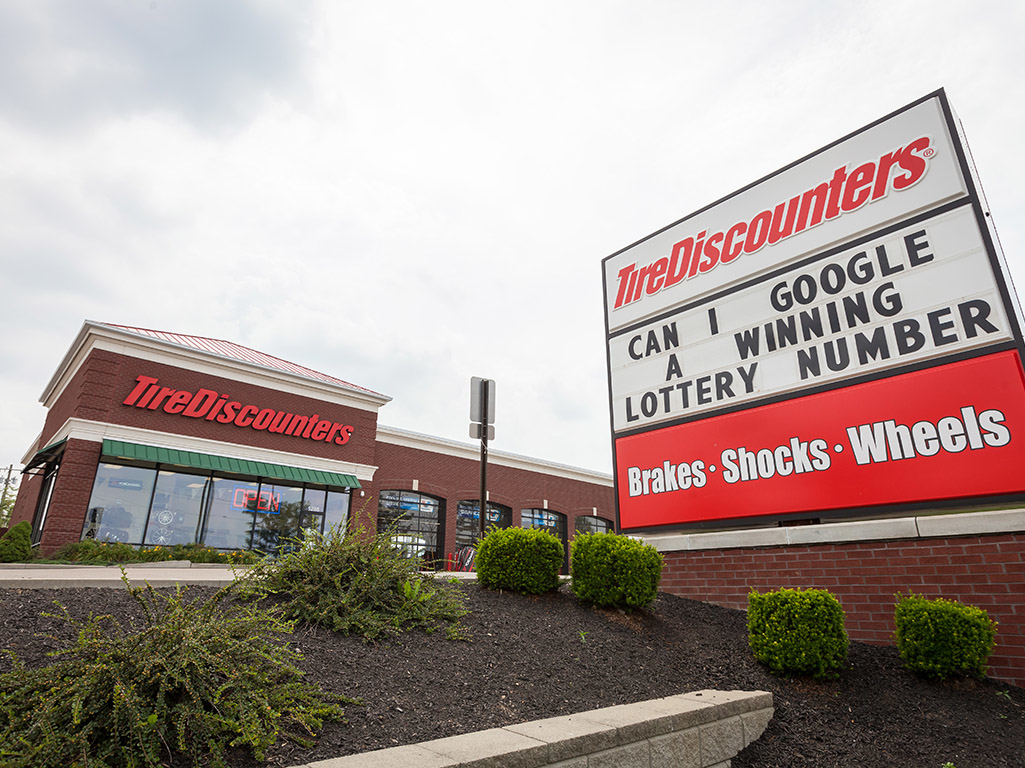 TireDiscounters®
CAN I GOOGLE
A WINNING
LOTTERY NUMBER
Brakes · Shocks · Wheels
TireDiscounters
OPEN